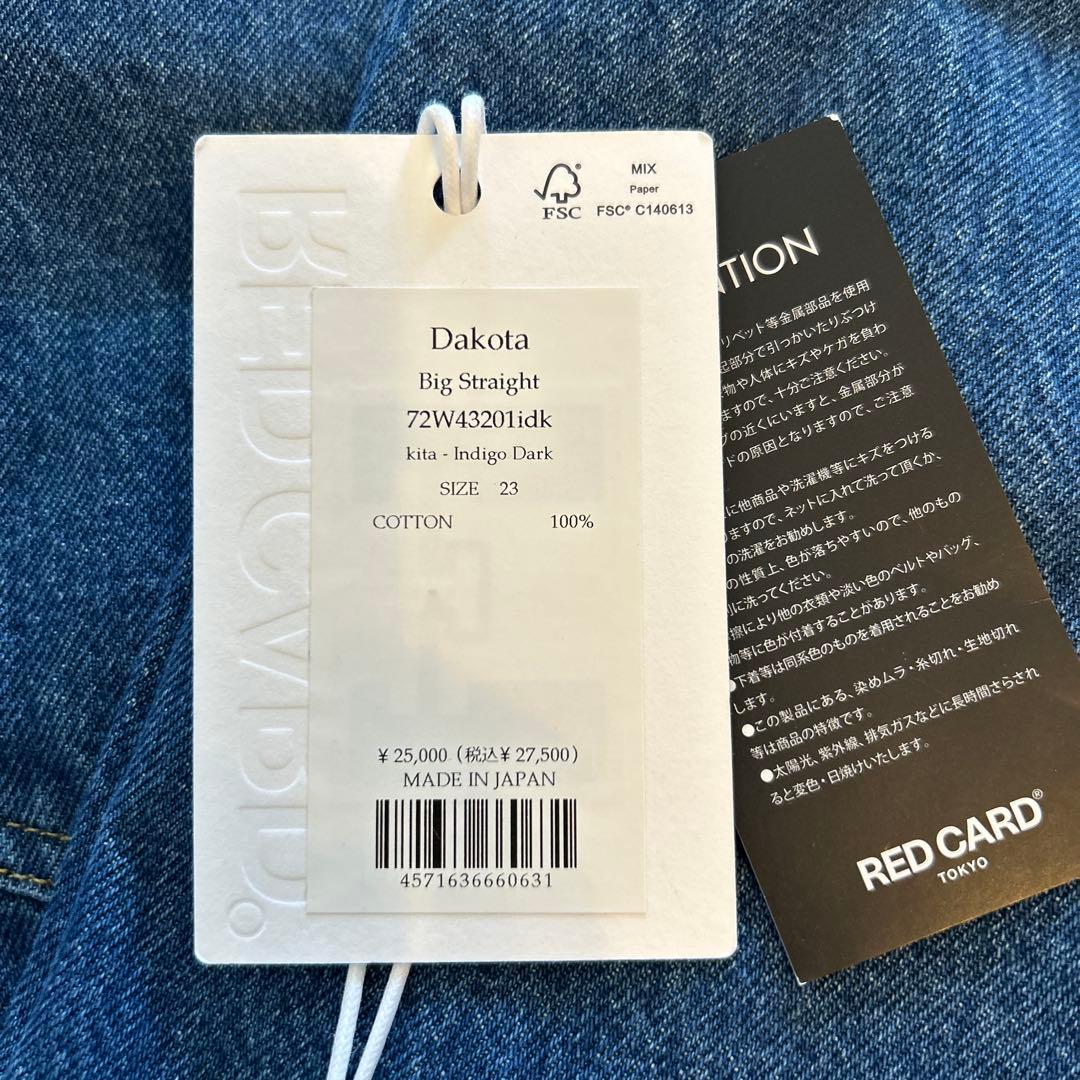 REDCARD
FSC
MIX
Paper
FSC® C140613
Dakota
Big Straight
72W43201idk
kita - Indigo Dark
SIZE 23
COTTON 100%
¥25,000 (税込¥27,500)
MADE IN JAPAN
4571636660631
NTION
リベット等金属部品を使用
起部分で引っかいたりぶつけ
物や人体にキズやケガを負わ
ますので、十分ご注意ください。
の近くにいますと、金属部分が
ドの原因となりますので、ご注意
に他商品や洗濯機等にキズをつける
りますので、ネットに入れて洗って頂くか、
の洗濯をお勧めします。
の性質上、色が落ちやすいので、他のもの
に洗ってください。
擦により他の衣類や淡い色のベルトやバッグ、
物等に色が付着することがあります。
●下着等は同系色のものを着用されることをお勧め
します。
●この製品にある、染めムラ・糸切れ・生地切れ
等は商品の特徴です。
●太陽光、紫外線、排気ガスなどに長時間さらされ
ると変色・日焼けいたします。
RED CARD®
TOKYO